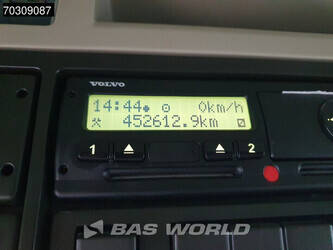 70309087
VOLVO
14:44 0km/h
452612.9km
1 2
BAS WORLD